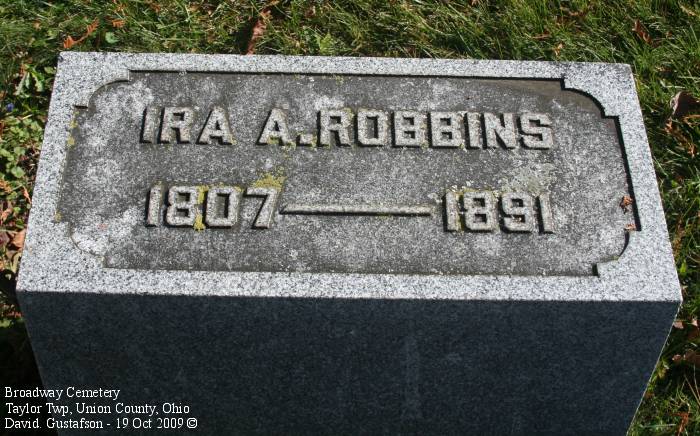 IRA A. ROBBINS
1807 — 1891
Broadway Cemetery
Taylor Twp, Union County, Ohio
David Gustafson - 19 Oct 2009 ©